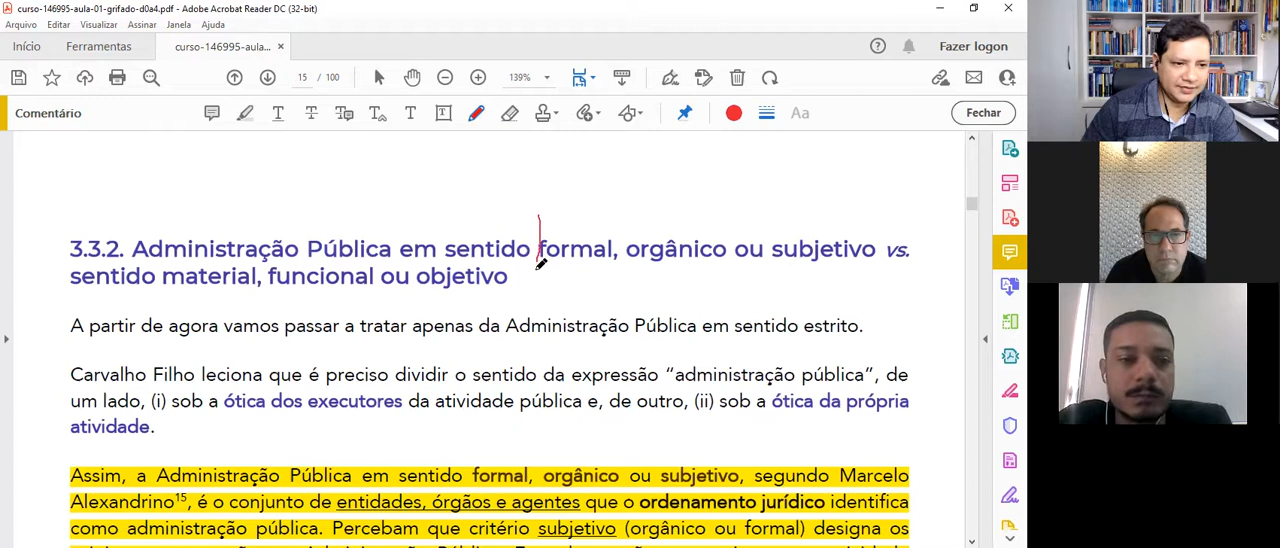 curso-146995-aula-01-grifado-d0a4.pdf - Adobe Acrobat Reader DC (32-bit)
Arquivo Editar Visualizar Assinar Janela Ajuda
Início Ferramentas curso-146995-aula... × Fazer logon
15 / 100 139%
Comentário Aa Fechar
3.3.2. Administração Pública em sentido formal, orgânico ou subjetivo vs.
sentido material, funcional ou objetivo
A partir de agora vamos passar a tratar apenas da Administração Pública em sentido estrito.
Carvalho Filho leciona que é preciso dividir o sentido da expressão “administração pública”, de
um lado, (i) sob a ótica dos executores da atividade pública e, de outro, (ii) sob a ótica da própria
atividade.
Assim, a Administração Pública em sentido formal, orgânico ou subjetivo, segundo Marcelo
Alexandrino15, é o conjunto de entidades, órgãos e agentes que o ordenamento jurídico identifica
como administração pública. Percebam que critério subjetivo (orgânico ou formal) designa os